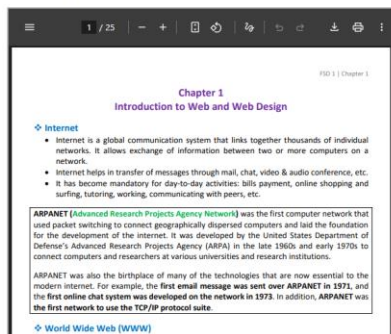 1 / 25
FSD 1 | Chapter 1
Chapter 1
Introduction to Web and Web Design
❖ Internet
• Internet is a global communication system that links together thousands of individual
networks. It allows exchange of information between two or more computers on a
network.
• Internet helps in transfer of messages through mail, chat, video & audio conference, etc.
• It has become mandatory for day-to-day activities: bills payment, online shopping and
surfing, tutoring, working, communicating with peers, etc.
ARPANET (Advanced Research Projects Agency Network) was the first computer network that
used packet switching to connect geographically dispersed computers and laid the foundation
for the development of the internet. It was developed by the United States Department of
Defense's Advanced Research Projects Agency (ARPA) in the late 1960s and early 1970s to
connect computers and researchers at various universities and research institutions.
ARPANET was also the birthplace of many of the technologies that are now essential to the
modern internet. For example, the first email message was sent over ARPANET in 1971, and
the first online chat system was developed on the network in 1973. In addition, ARPANET was
the first network to use the TCP/IP protocol suite.
❖ World Wide Web (WWW)